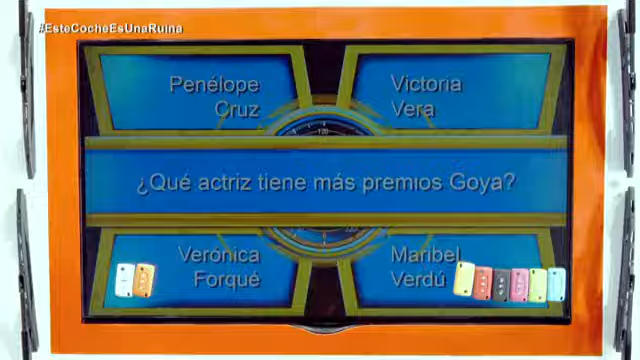 #EsteCocheEsUnaRuina
Penélope
Cruz
Victoria
Vera
¿Qué actriz tiene más premios Goya?
Verónica
Forqué
Maribel
Verdú